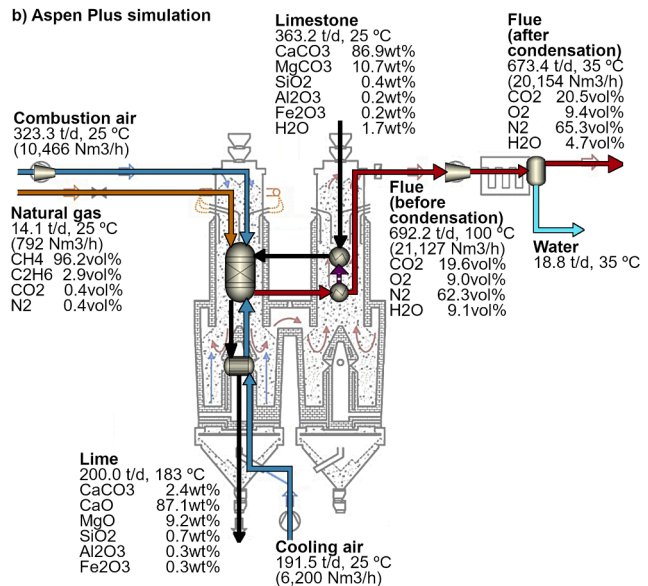 b) Aspen Plus simulation
Limestone
363.2 t/d, 25 ºC
CaCO3 86.9wt%
MgCO3 10.7wt%
SiO2 0.4wt%
Al2O3 0.2wt%
Fe2O3 0.2wt%
H2O 1.7wt%
Flue
(after
condensation)
673.4 t/d, 35 ºC
(20,154 Nm3/h)
CO2 20.5vol%
O2 9.4vol%
N2 65.3vol%
H2O 4.7vol%
Combustion air
323.3 t/d, 25 ºC
(10,466 Nm3/h)
Natural gas
14.1 t/d, 25 ºC
(792 Nm3/h)
CH4 96.2vol%
C2H6 2.9vol%
CO2 0.4vol%
N2 0.4vol%
Flue
(before
condensation)
692.2 t/d, 100 ºC
(21,127 Nm3/h)
CO2 19.6vol%
O2 9.0vol%
N2 62.3vol%
H2O 9.1vol%
Water
18.8 t/d, 35 ºC
Lime
200.0 t/d, 183 ºC
CaCO3 2.4wt%
CaO 87.1wt%
MgO 9.2wt%
SiO2 0.7wt%
Al2O3 0.3wt%
Fe2O3 0.3wt%
Cooling air
191.5 t/d, 25 ºC
(6,200 Nm3/h)